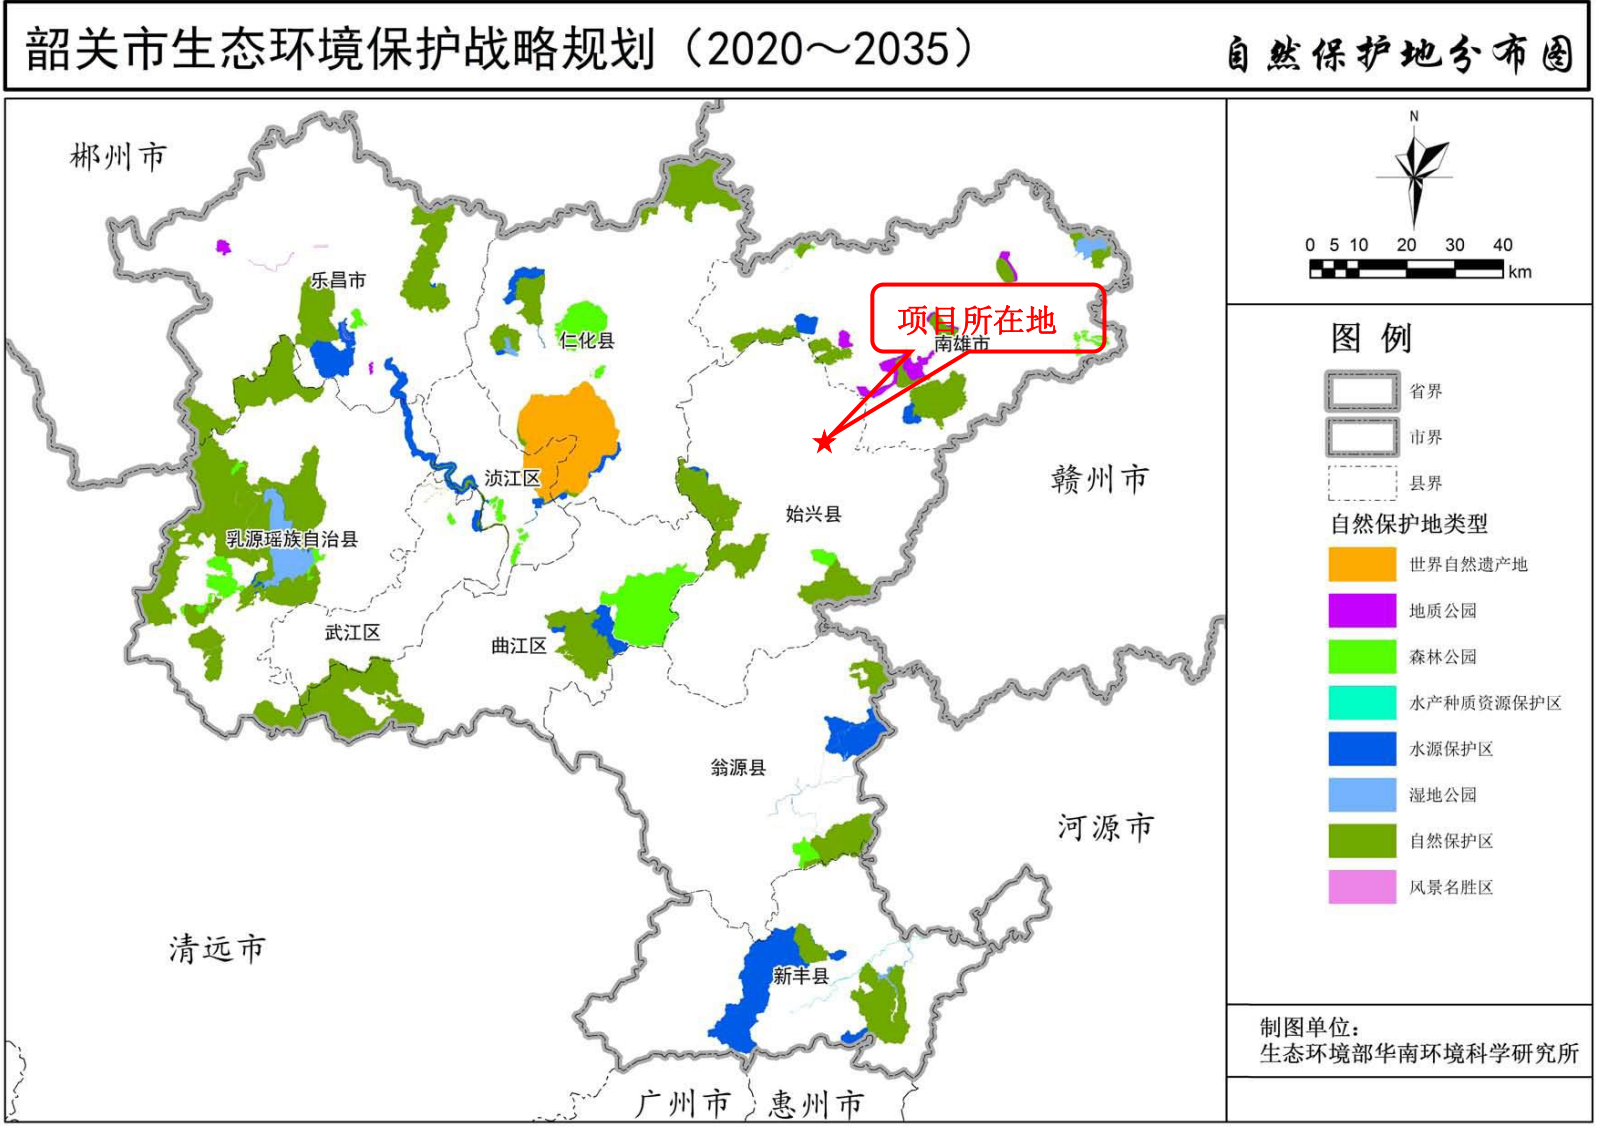 韶关市生态环境保护战略规划（2020～2035）
自然保护地分布图
郴州市
N
0 5 10 20 30 40
km
乐昌市
仁化县
项目所在地
南雄市
图例
省界
市界
县界
浈江区
赣州市
始兴县
乳源瑶族自治县
自然保护地类型
世界自然遗产地
地质公园
武江区
曲江区
森林公园
水产种质资源保护区
水源保护区
翁源县
湿地公园
河源市
自然保护区
风景名胜区
清远市
新丰县
制图单位：
生态环境部华南环境科学研究所
广州市
惠州市